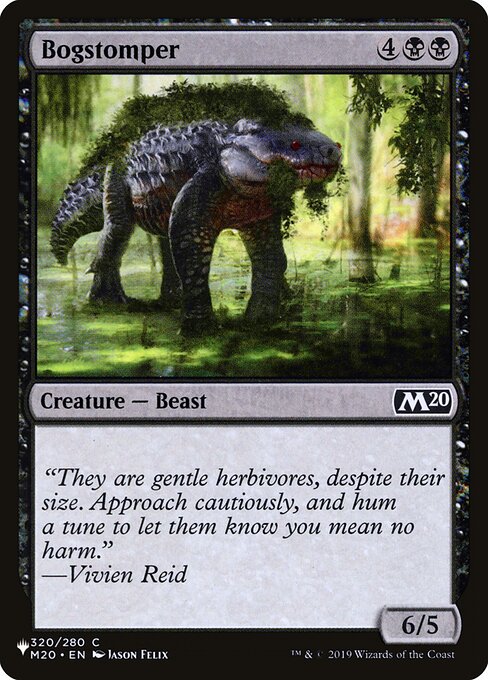 Bogstomper 4
Creature — Beast
M20
“They are gentle herbivores, despite their
size. Approach cautiously, and hum
a tune to let them know you mean no
harm.”
—Vivien Reid
6/5
320/280 C
M20 • EN Jason Felix
™ & © 2019 Wizards of the Coast